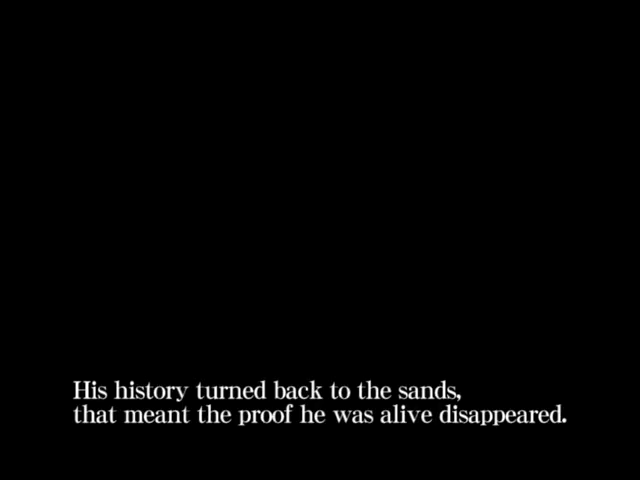 His history turned back to the sands,
that meant the proof he was alive disappeared.